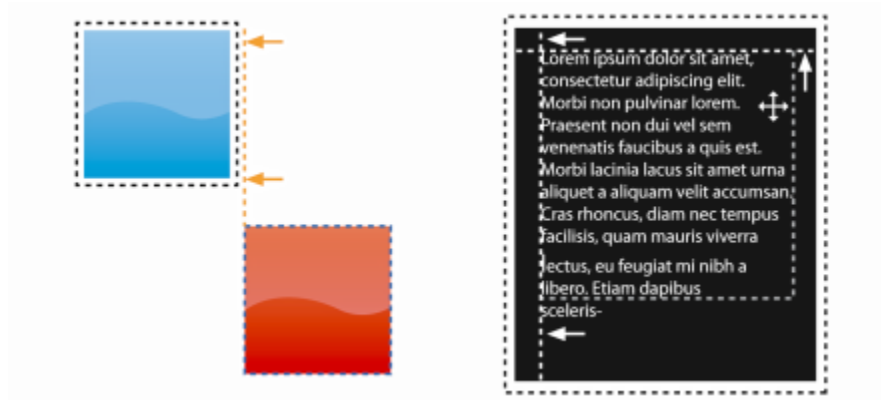 Lorem ipsum dolor sit amet,
consectetur adipiscing elit.
Morbi non pulvinar lorem.
Praesent non dui vel sem
venenatis faucibus a quis est.
Morbi lacinia lacus sit amet urna
aliquet a aliquam velit accumsan.
Cras rhoncus, diam nec tempus
facilisis, quam mauris viverra
lectus, eu feugiat mi nibh a
libero. Etiam dapibus
sceleris-